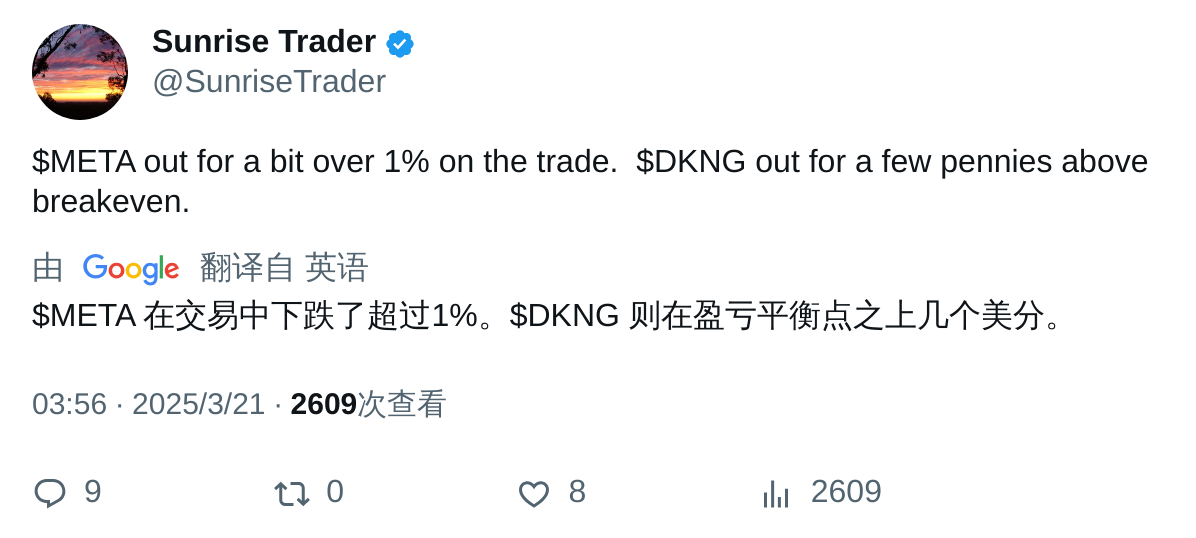 Sunrise Trader
@SunriseTrader
$META out for a bit over 1% on the trade.  $DKNG out for a few pennies above
breakeven.
由 Google 翻译自 英语
$META 在交易中下跌了超过1%。$DKNG 则在盈亏平衡点之上几个美分。
03:56 · 2025/3/21 · 2609次查看
9 0 8 2609